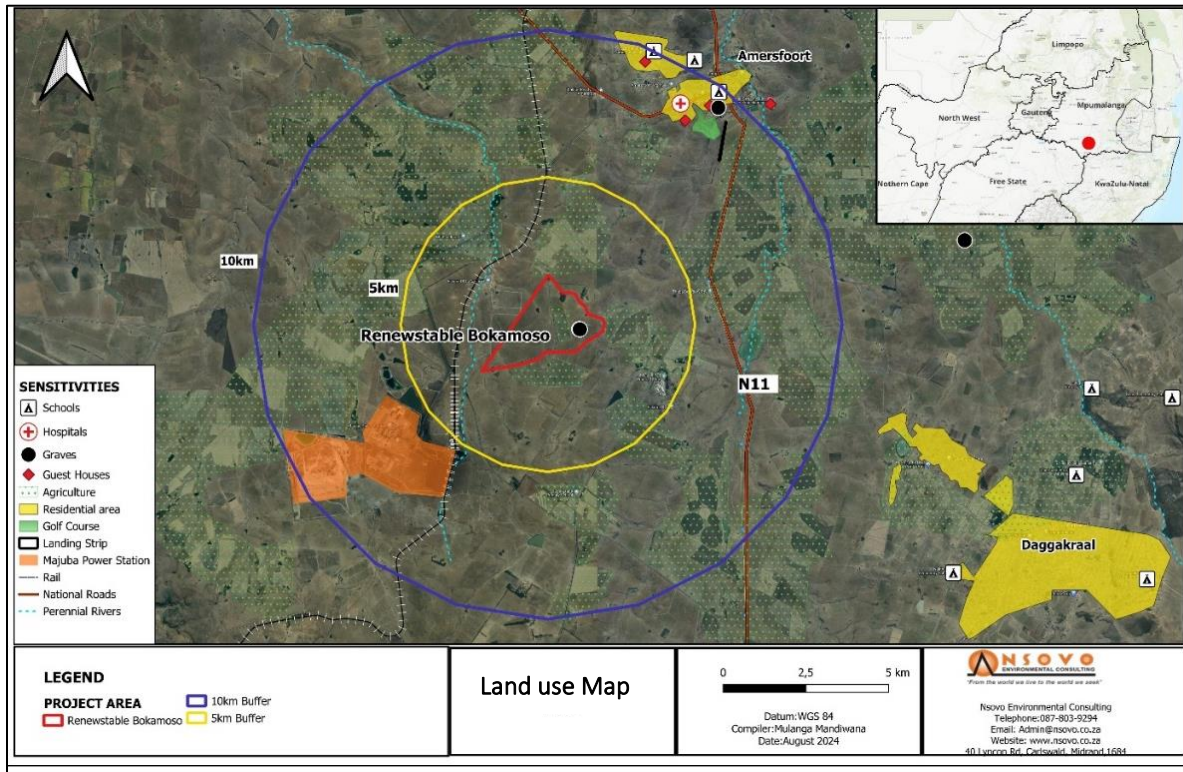 Amersfoort
10km
5km
Renewstable Bokamoso
N11
Daggakraal
Limpopo
North West
Gauteng
Mpumalanga
Nothern Cape
Free State
KwaZulu-Natal
SENSITIVITIES
Schools
Hospitals
Graves
Guest Houses
Agriculture
Residential area
Golf Course
Landing Strip
Majuba Power Station
Rail
National Roads
Perennial Rivers
LEGEND
PROJECT AREA
Renewstable Bokamoso
10km Buffer
5km Buffer
Land use Map
0 2,5 5 km
Datum:WGS 84
Compiler:Mulanga Mandiwana
Date:August 2024
NSOVO
ENVIRONMENTAL CONSULTING
"From the world we live to the world we seek"
Nsovo Environmental Consulting
Telephone:087-803-9294
Email: Admin@nsovo.co.za
Website: www.nsovo.co.za
40 Lyncon Rd, Carlswald, Midrand,1684